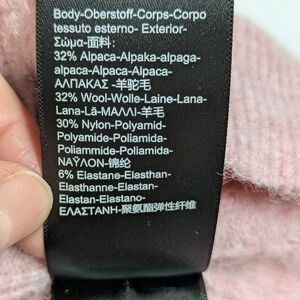 Body-Oberstoff-Corps-Corpo
tessuto esterno- Exterior-
Σώμα-面料:
32% Alpaca-Alpaka-alpaga-
alpaca-Alpaca-Alpaca-
ΑΛΠΑΚΑΣ -羊驼毛
32% Wool-Wolle-Laine-Lana-
Lana-Lã-ΜΑΛΛΙ-羊毛
30% Nylon-Polyamid-
Polyamide-Poliamida-
Poliammide-Poliamida-
ΝΑΫΛΟΝ-锦纶
6% Elastane-Elasthan-
Elasthanne-Elastan-
Elastan-Elastano-
ΕΛΑΣΤΑΝΗ-聚氨酯弹性纤维